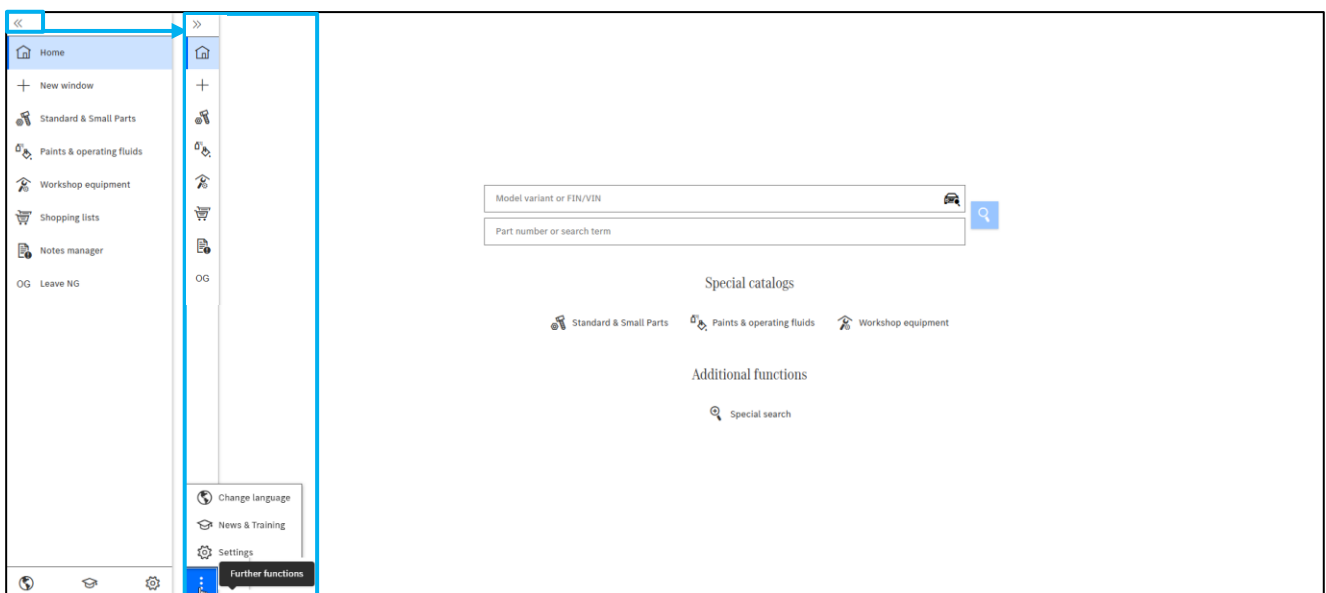 Home
New window
Standard & Small Parts
Paints & operating fluids
Workshop equipment
Shopping lists
Notes manager
OG Leave NG
OG
Change language
News & Training
Settings
Further functions
Model variant or FIN/VIN
Part number or search term
Special catalogs
Standard & Small Parts Paints & operating fluids Workshop equipment
Additional functions
Special search